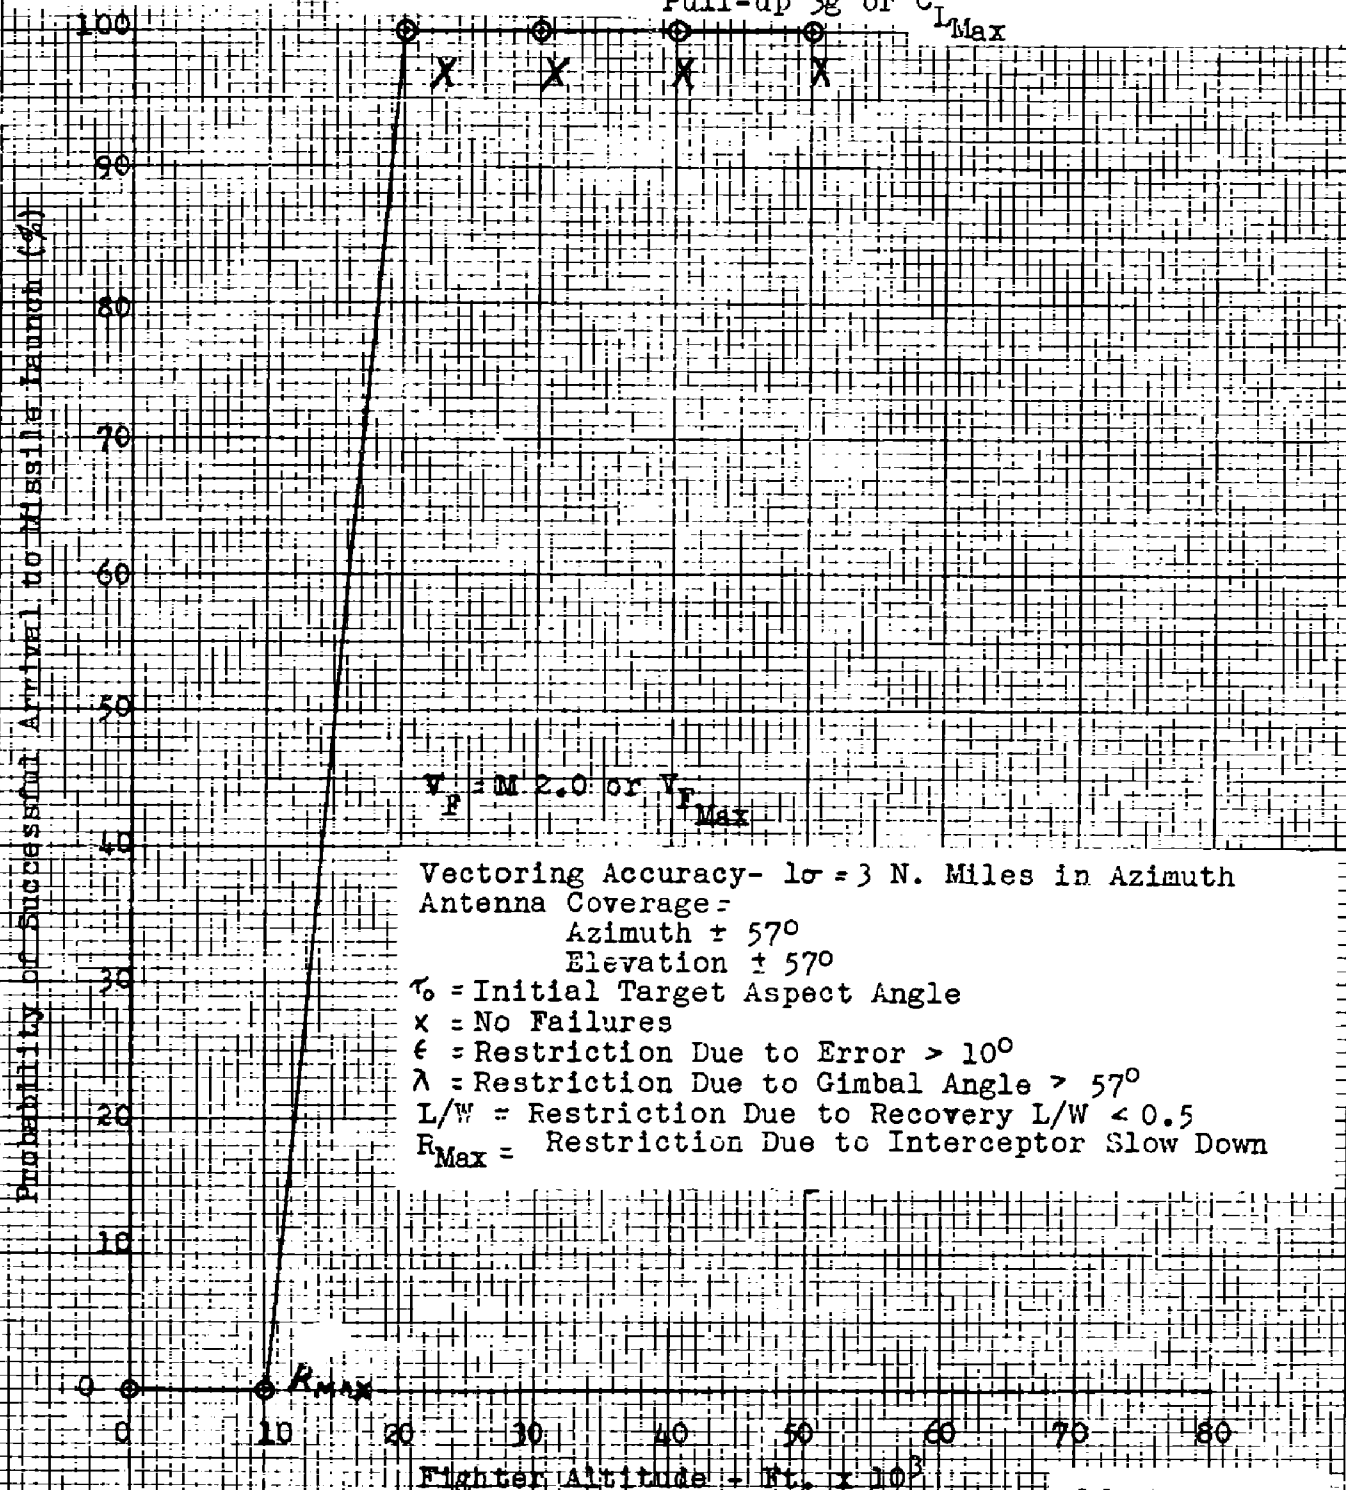 Pull-up 3g or C_LMax
100
X X X X
90
80
70
60
50
40
30
20
10
0
Probability of Successful Arrival to Missile Launch (%)
V_F = M 2.0 or V_FMax
Vectoring Accuracy- 1σ = 3 N. Miles in Azimuth
Antenna Coverage-
Azimuth ± 57°
Elevation ± 57°
τ₀ = Initial Target Aspect Angle
x = No Failures
ϵ = Restriction Due to Error > 10°
λ = Restriction Due to Gimbal Angle > 57°
L/W = Restriction Due to Recovery L/W < 0.5
R_Max = Restriction Due to Interceptor Slow Down
R_MAX
0 10 20 30 40 50 60 70 80
Fighter Altitude - Ft. x 10³